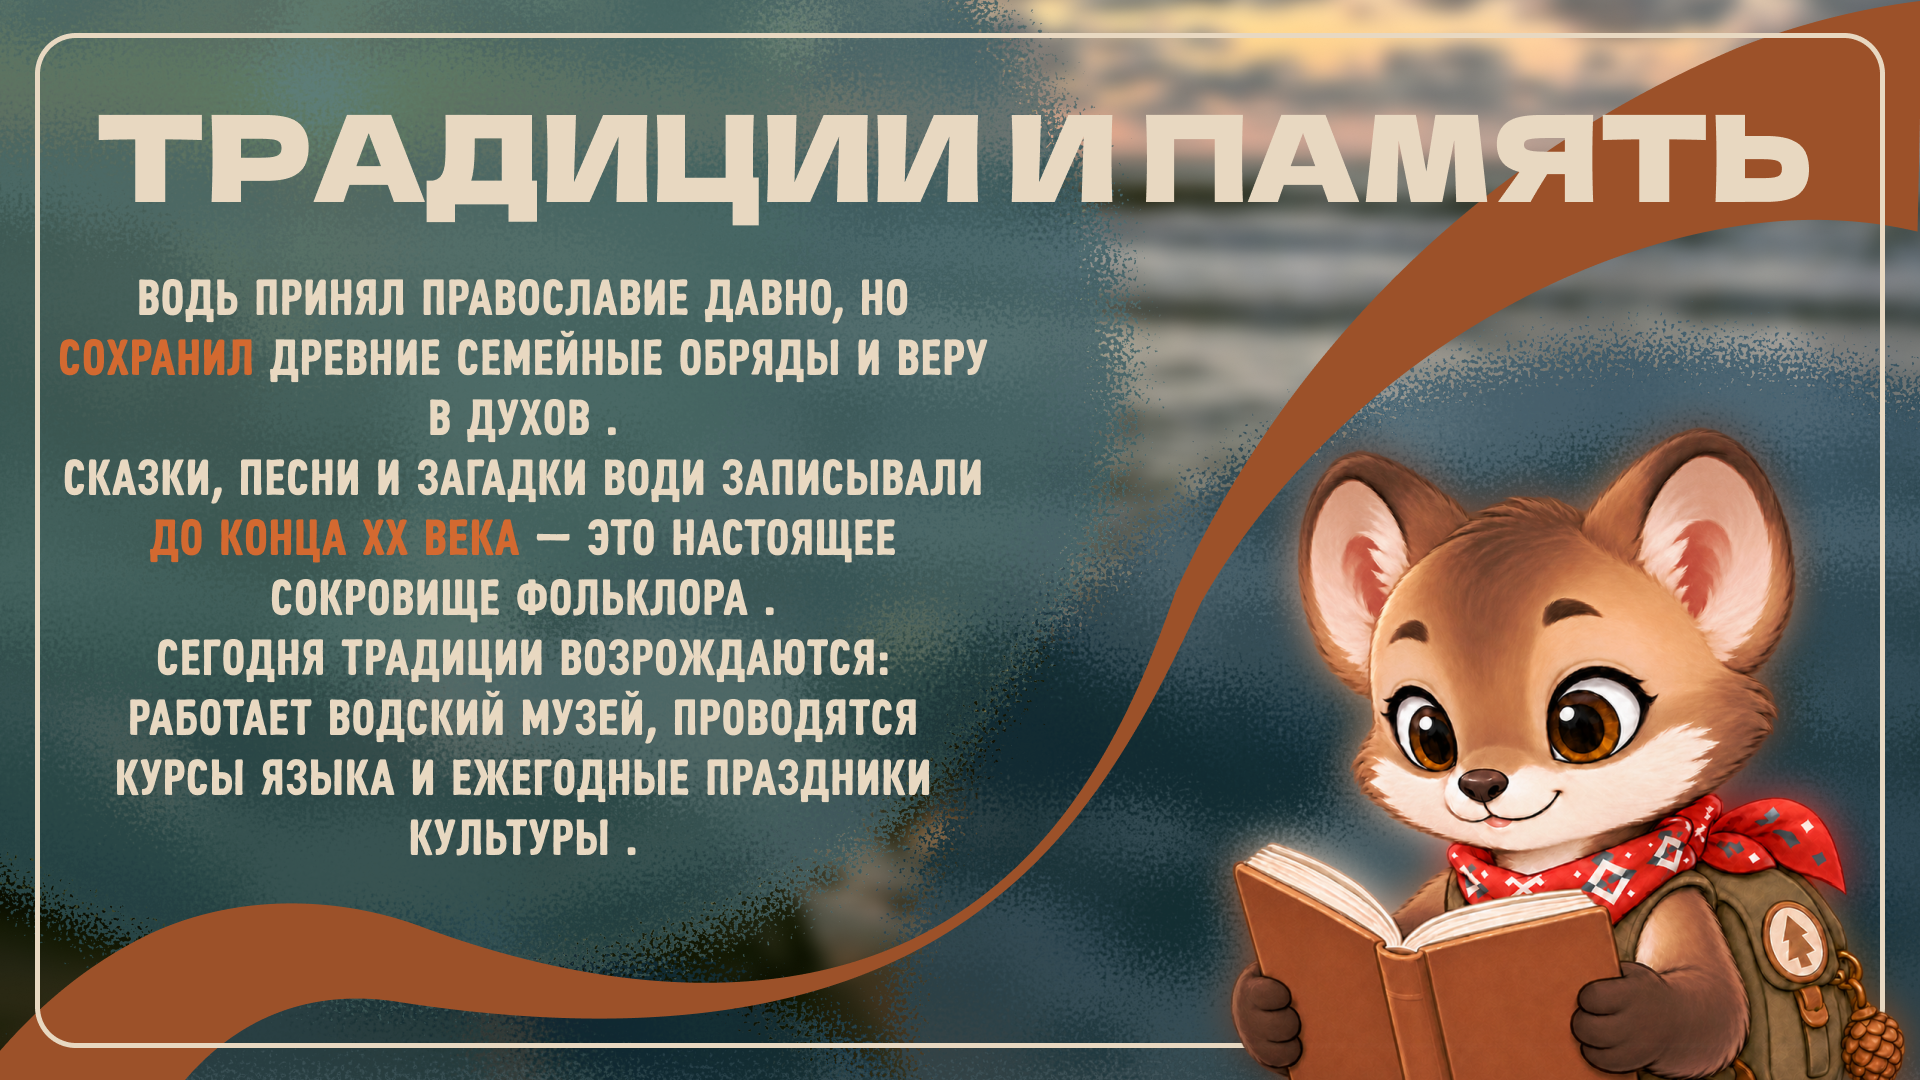 ТРАДИЦИИ И ПАМЯТЬ
ВОДЬ ПРИНЯЛ ПРАВОСЛАВИЕ ДАВНО, НО
СОХРАНИЛ ДРЕВНИЕ СЕМЕЙНЫЕ ОБРЯДЫ И ВЕРУ
В ДУХОВ .
СКАЗКИ, ПЕСНИ И ЗАГАДКИ ВОДИ ЗАПИСЫВАЛИ
ДО КОНЦА XX ВЕКА — ЭТО НАСТОЯЩЕЕ
СОКРОВИЩЕ ФОЛЬКЛОРА .
СЕГОДНЯ ТРАДИЦИИ ВОЗРОЖДАЮТСЯ:
РАБОТАЕТ ВОДСКИЙ МУЗЕЙ, ПРОВОДЯТСЯ
КУРСЫ ЯЗЫКА И ЕЖЕГОДНЫЕ ПРАЗДНИКИ
КУЛЬТУРЫ .